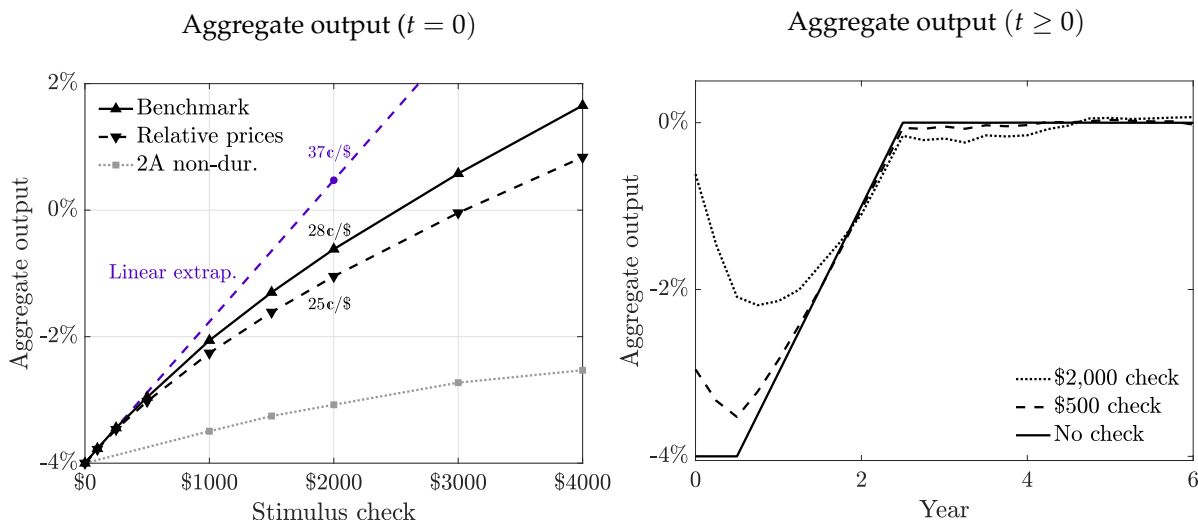 Aggregate output (t = 0)
2%
0%
-2%
-4%
Aggregate output
Benchmark
Relative prices
2A non-dur.
37¢/$
28¢/$
25¢/$
Linear extrap.
$0
$1000
$2000
$3000
$4000
Stimulus check
Aggregate output (t ≥ 0)
0%
-2%
-4%
Aggregate output
$2,000 check
$500 check
No check
0
2
4
6
Year